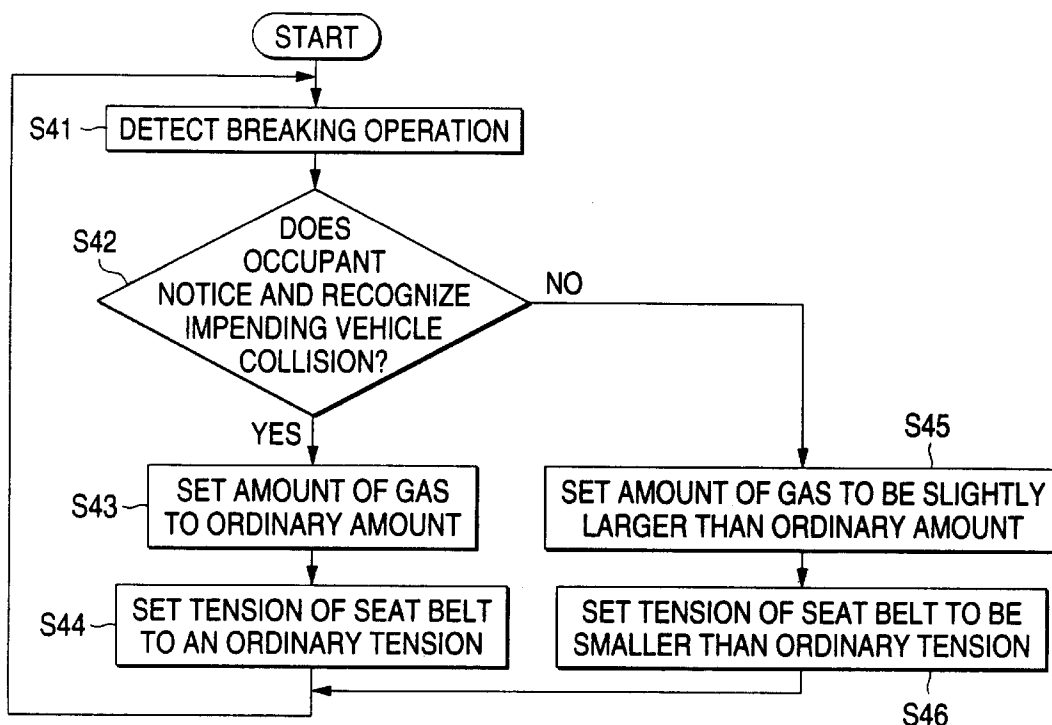 START
S41
DETECT BREAKING OPERATION
S42
DOES
OCCUPANT
NOTICE AND RECOGNIZE
IMPENDING VEHICLE
COLLISION?
NO
YES
S43
SET AMOUNT OF GAS
TO ORDINARY AMOUNT
S44
SET TENSION OF SEAT BELT
TO AN ORDINARY TENSION
S45
SET AMOUNT OF GAS TO BE SLIGHTLY
LARGER THAN ORDINARY AMOUNT
SET TENSION OF SEAT BELT TO BE
SMALLER THAN ORDINARY TENSION
S46